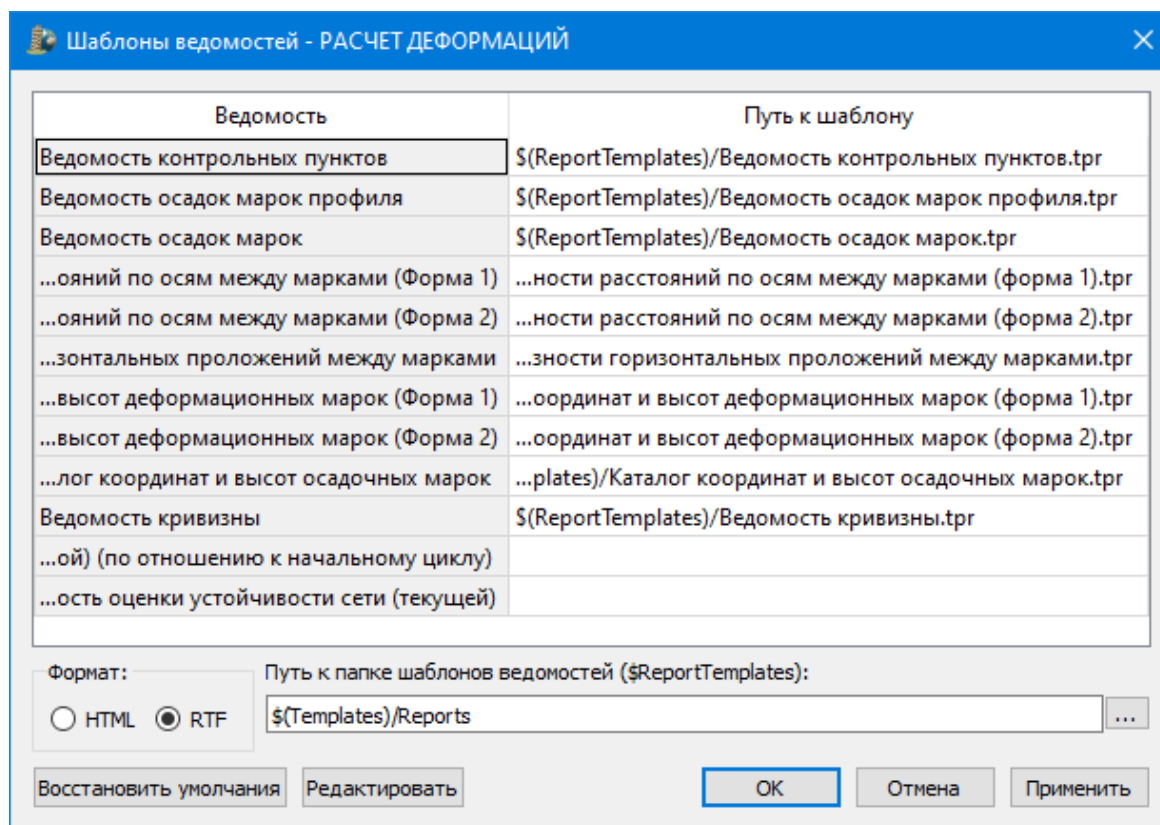 Шаблоны ведомостей - РАСЧЕТ ДЕФОРМАЦИЙ
Ведомость Путь к шаблону
Ведомость контрольных пунктов $(ReportTemplates)/Ведомость контрольных пунктов.tpr
Ведомость осадок марок профиля $(ReportTemplates)/Ведомость осадок марок профиля.tpr
Ведомость осадок марок $(ReportTemplates)/Ведомость осадок марок.tpr
...ояний по осям между марками (Форма 1) ...ности расстояний по осям между марками (форма 1).tpr
...ояний по осям между марками (Форма 2) ...ности расстояний по осям между марками (форма 2).tpr
...зонтальных проложений между марками ...зности горизонтальных проложений между марками.tpr
...высот деформационных марок (Форма 1) ...оординат и высот деформационных марок (форма 1).tpr
...высот деформационных марок (Форма 2) ...оординат и высот деформационных марок (форма 2).tpr
...лог координат и высот осадочных марок ...plates)/Каталог координат и высот осадочных марок.tpr
Ведомость кривизны $(ReportTemplates)/Ведомость кривизны.tpr
...ой) (по отношению к начальному циклу)
...ость оценки устойчивости сети (текущей)
Формат: Путь к папке шаблонов ведомостей ($ReportTemplates):
HTML RTF $(Templates)/Reports ...
Восстановить умолчания Редактировать OK Отмена Применить